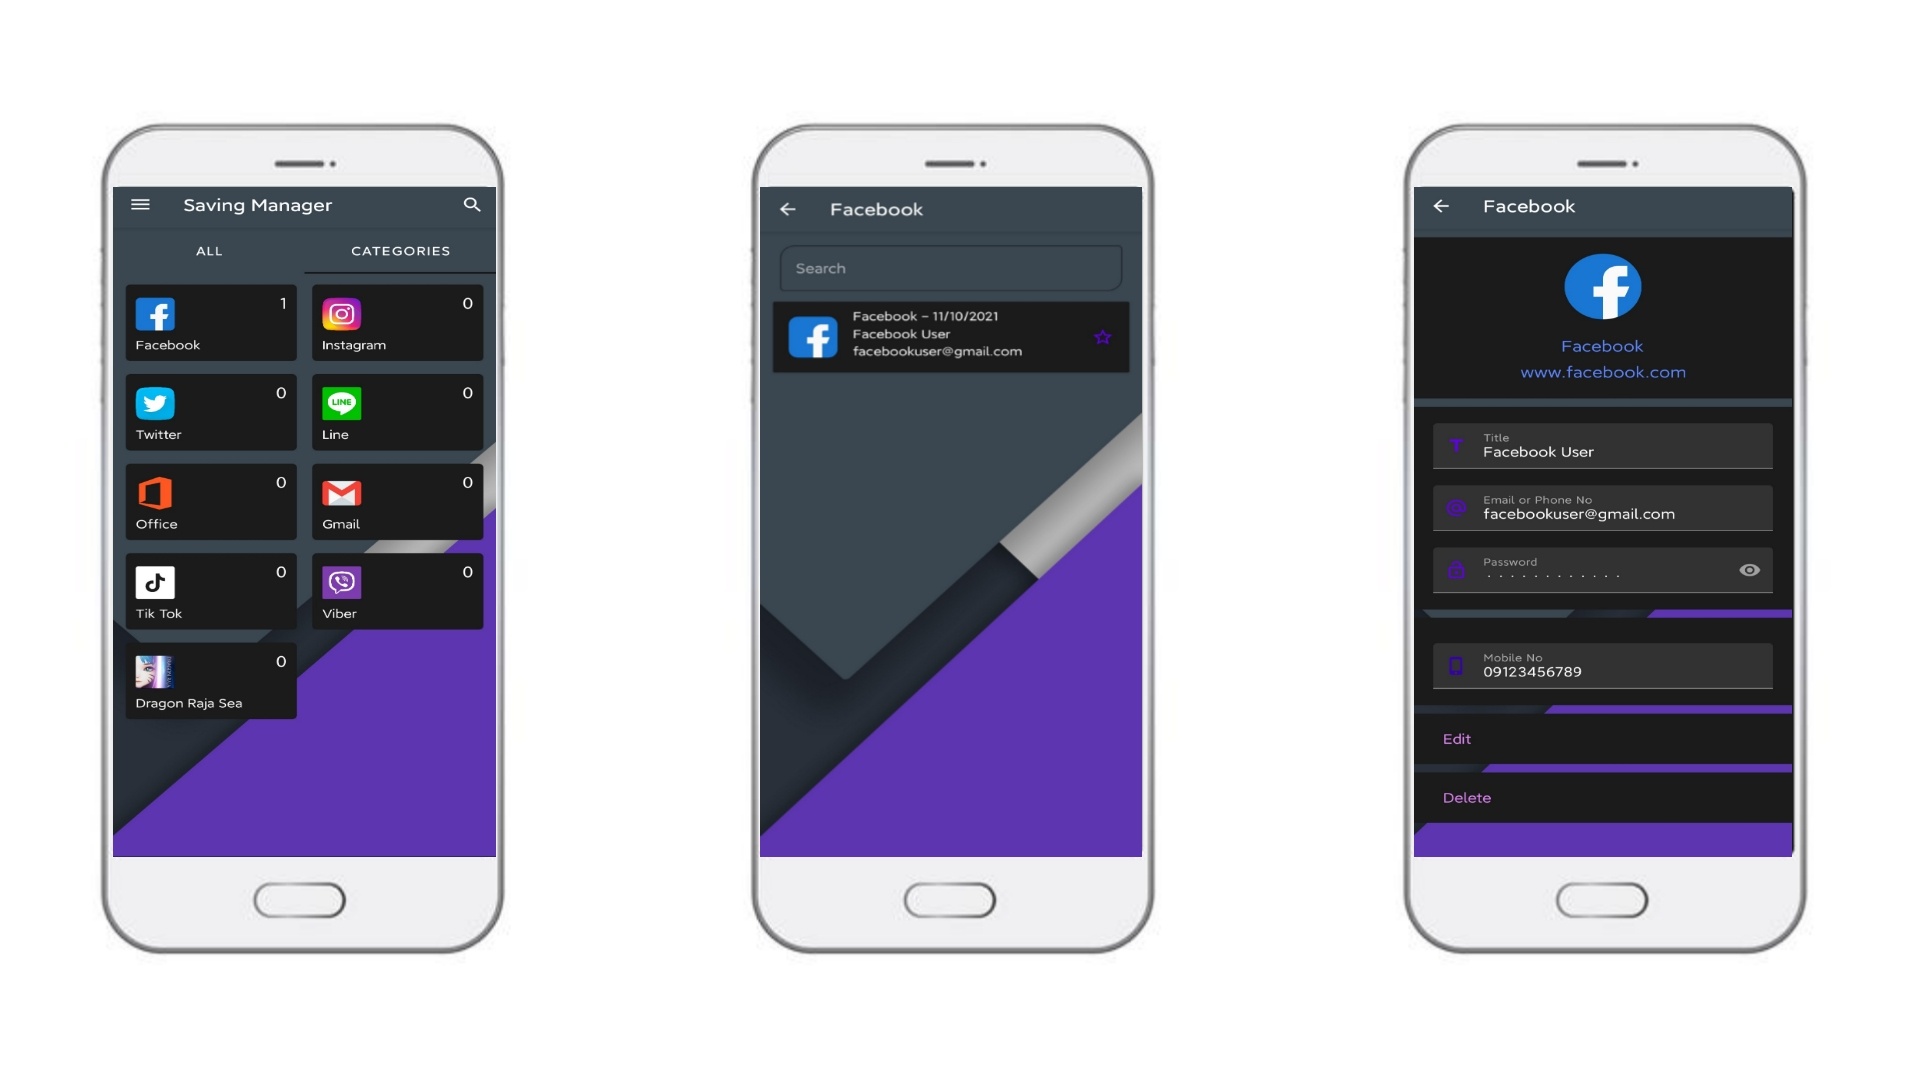 Saving Manager
ALL CATEGORIES
1 0
Facebook Instagram
0 LINE 0
Twitter Line
0 0
Office Gmail
0 0
Tik Tok Viber
0
Dragon Raja Sea
Facebook
Search
Facebook – 11/10/2021
Facebook User
facebookuser@gmail.com
Facebook
Facebook
www.facebook.com
Title
Facebook User
Email or Phone No
facebookuser@gmail.com
Password
. . . . . . . . . . . .
Mobile No
09123456789
Edit
Delete